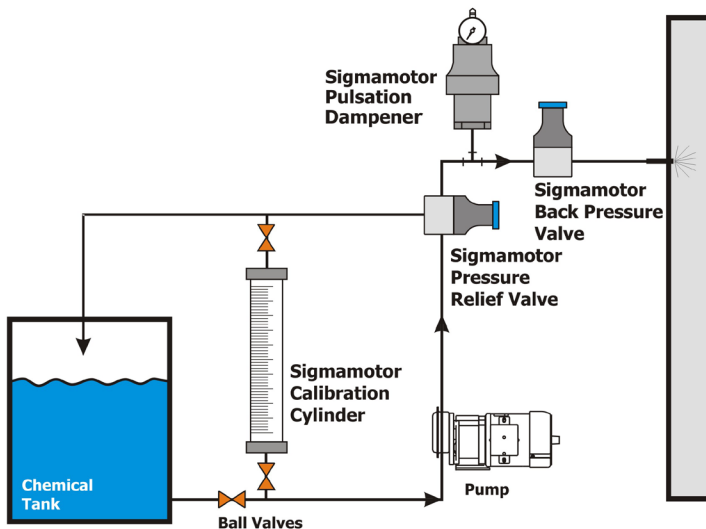 Sigmamotor
Pulsation
Dampener
Sigmamotor
Back Pressure
Valve
Sigmamotor
Pressure
Relief Valve
Sigmamotor
Calibration
Cylinder
Chemical
Tank
Pump
Ball Valves